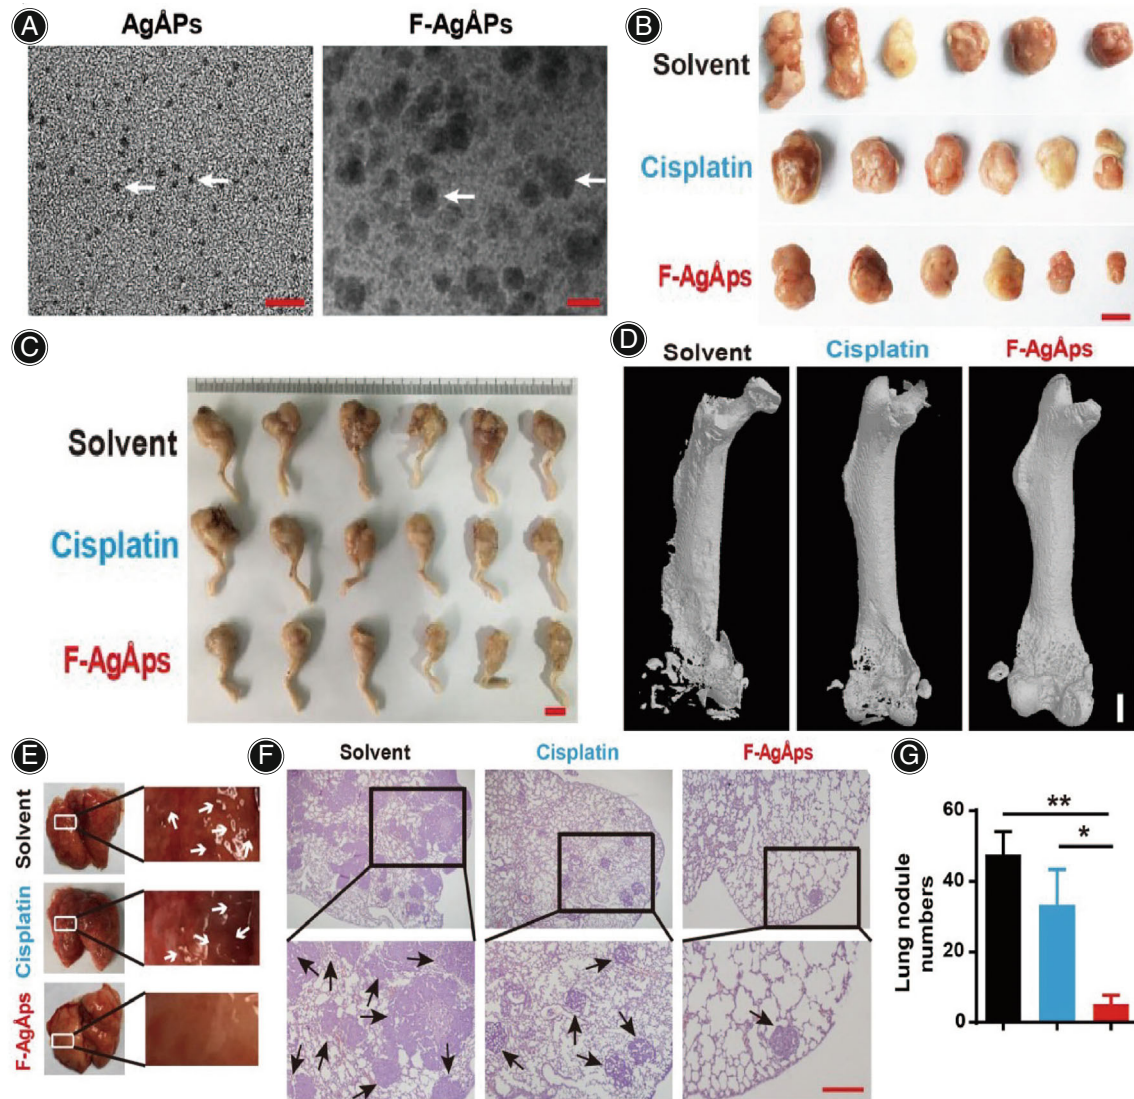 A
AgÅPs
F-AgÅPs
B
Solvent
Cisplatin
F-AgÅps
C
Solvent
Cisplatin
F-AgÅps
D
Solvent
Cisplatin
F-AgÅps
E
Solvent
Cisplatin
F-AgÅps
F
Solvent
Cisplatin
F-AgÅps
G
Lung nodule
numbers
60
40
20
0
**
*